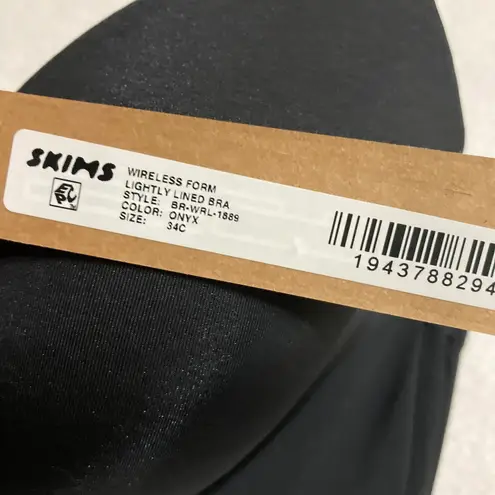 SKIMS
WIRELESS FORM
LIGHTLY LINED BRA
STYLE: BR-WRL-1889
COLOR: ONYX
SIZE: 34C
1943788294